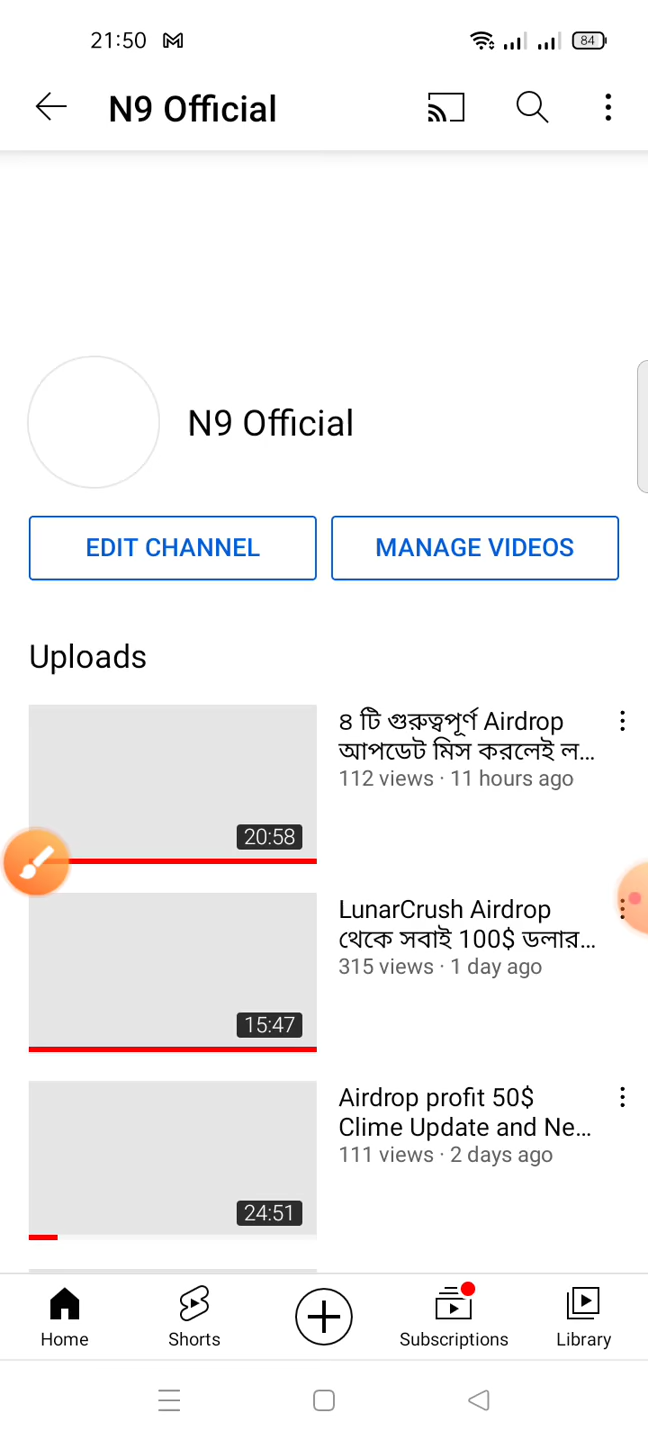 21:50
84
N9 Official
N9 Official
EDIT CHANNEL
MANAGE VIDEOS
Uploads
৪ টি গুরুত্বপূর্ণ Airdrop
আপডেট মিস করলেই ল...
112 views · 11 hours ago
20:58
LunarCrush Airdrop
থেকে সবাই 100$ ডলার...
315 views · 1 day ago
15:47
Airdrop profit 50$
Clime Update and Ne...
111 views · 2 days ago
24:51
Home
Shorts
Subscriptions
Library